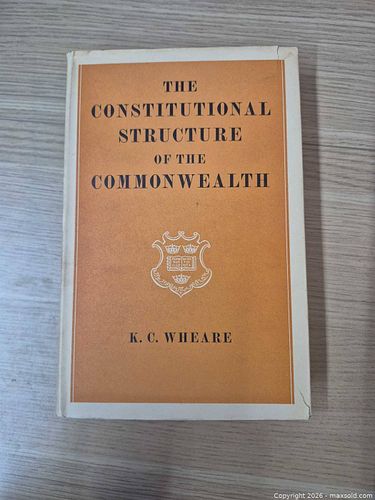 THE
CONSTITUTIONAL
STRUCTURE
OF THE
COMMONWEALTH
K. C. WHEARE
Copyright 2026 - maxsold.com